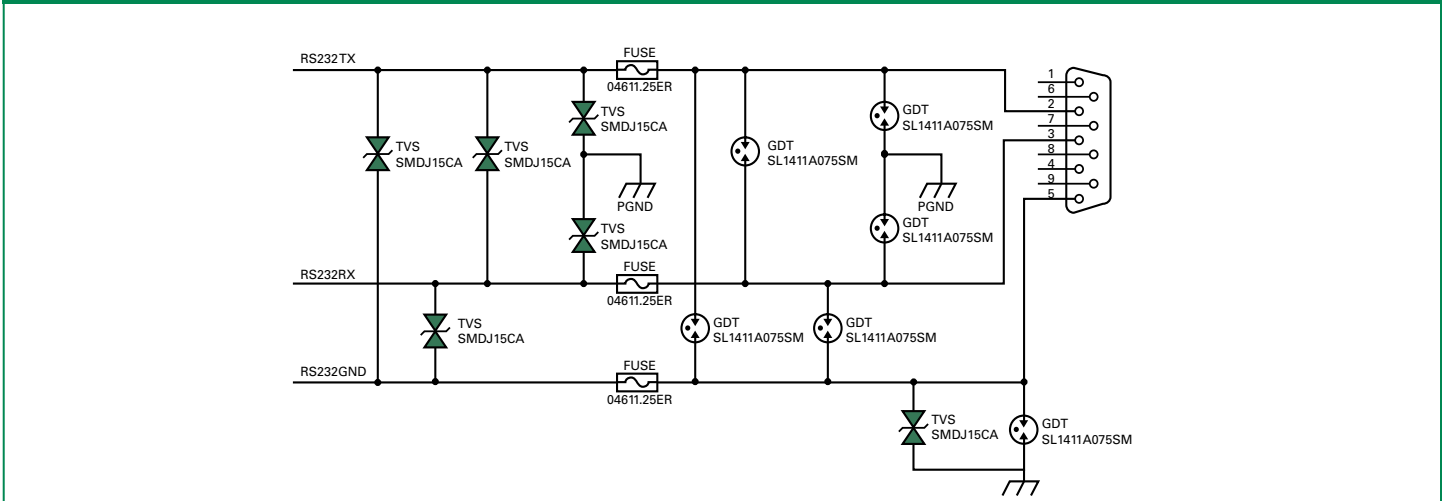 RS232TX
FUSE
04611.25ER
TVS
SMDJ15CA
TVS
SMDJ15CA
TVS
SMDJ15CA
PGND
TVS
SMDJ15CA
GDT
SL1411A075SM
GDT
SL1411A075SM
PGND
GDT
SL1411A075SM
1
6
2
7
3
8
4
9
5
RS232RX
FUSE
04611.25ER
TVS
SMDJ15CA
GDT
SL1411A075SM
GDT
SL1411A075SM
RS232GND
FUSE
04611.25ER
TVS
SMDJ15CA
GDT
SL1411A075SM